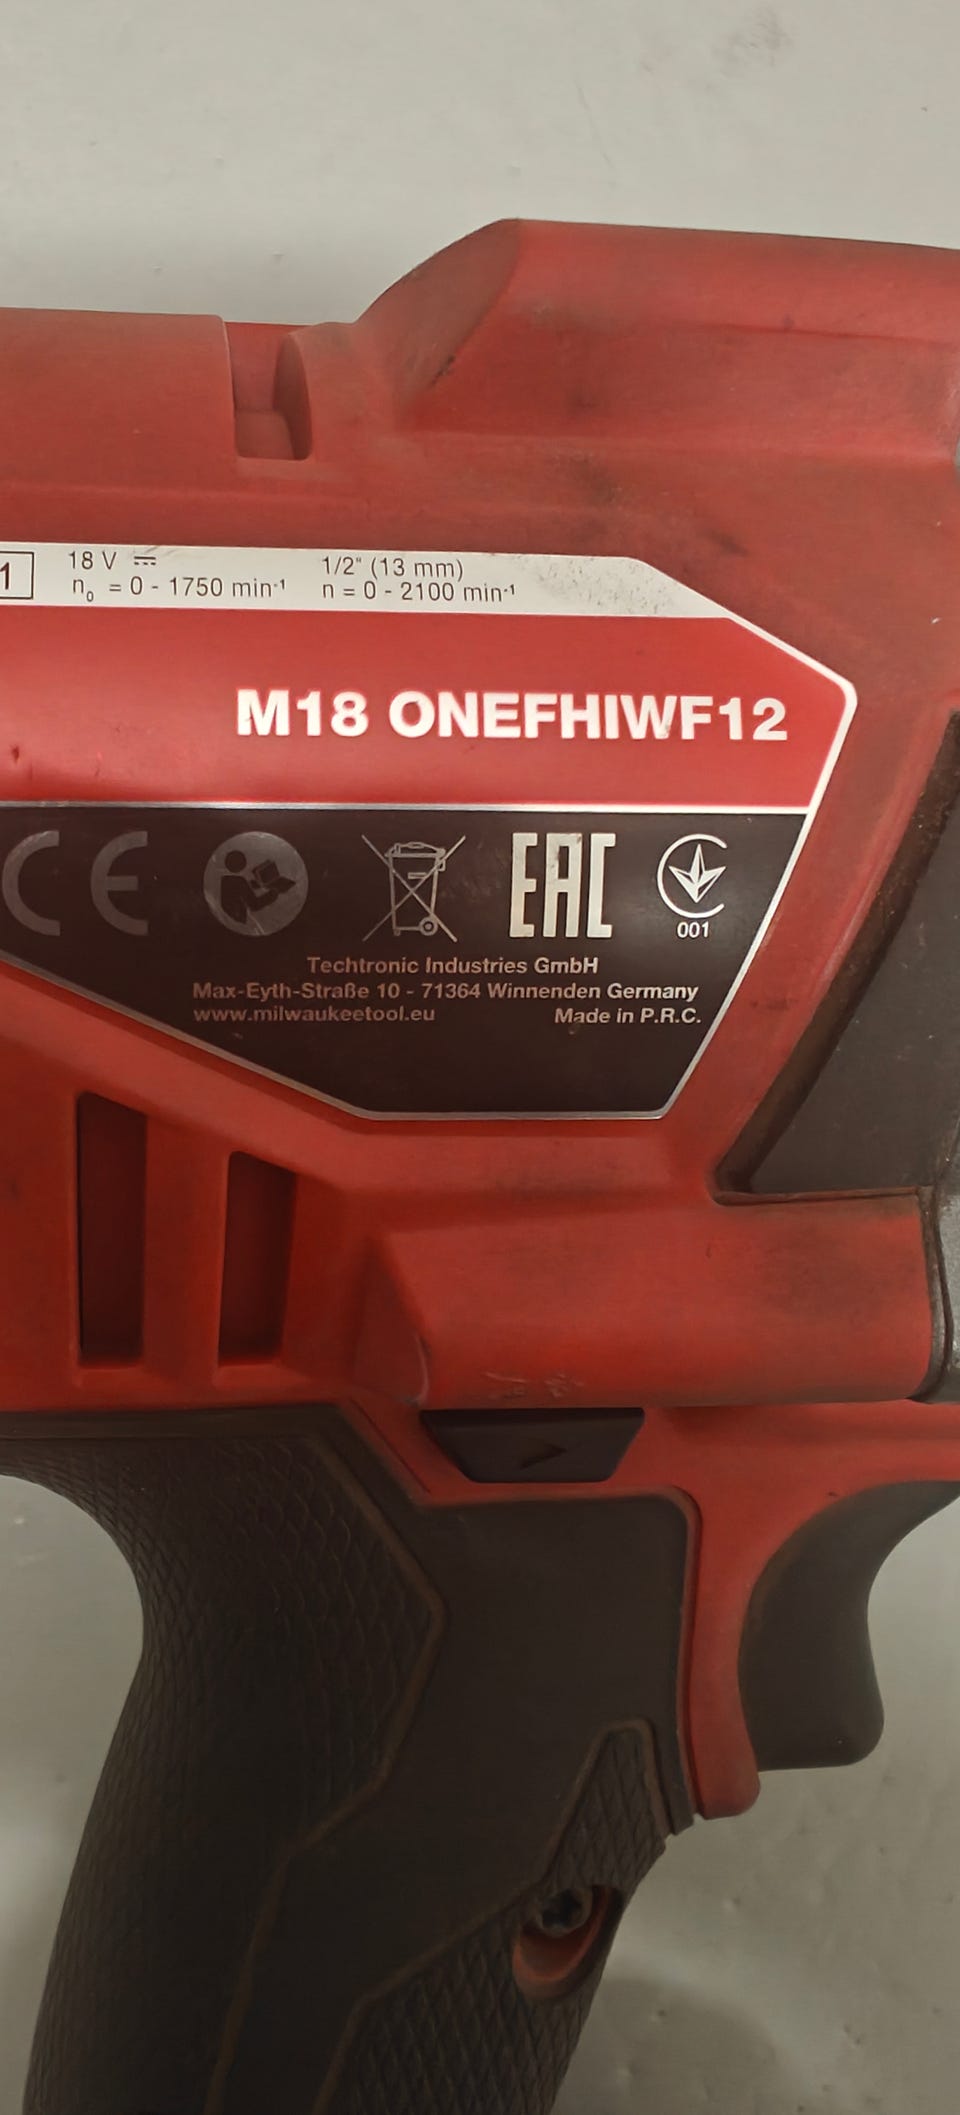 1 18 V ⎓ 1/2" (13 mm)
n₀ = 0 - 1750 min⁻¹ n = 0 - 2100 min⁻¹
M18 ONEFHIWF12
CE EAC
001
Techtronic Industries GmbH
Max-Eyth-Straße 10 - 71364 Winnenden Germany
www.milwaukeetool.eu Made in P.R.C.